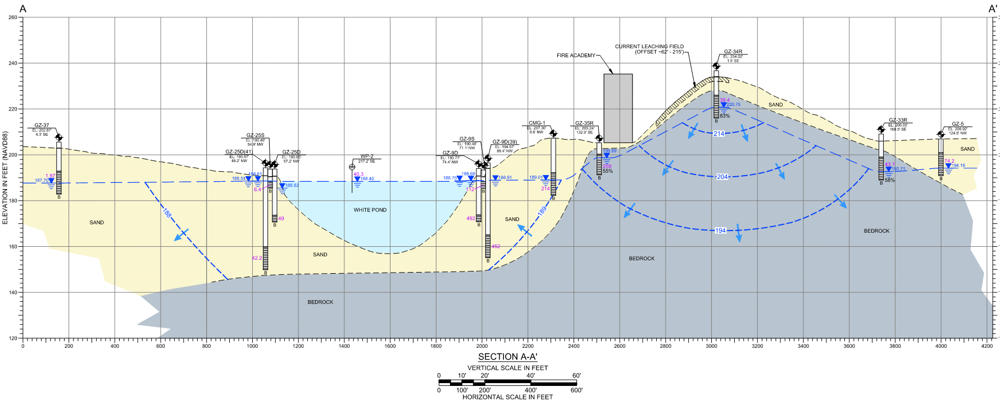 A
A'
260
240
220
200
180
160
140
120
ELEVATION IN FEET (NAVD88)
GZ-37
EL: 202.87'
4.3' SE
1.97
187.70
B
GZ-25S
EL: 190.46'
54.9' NW
GZ-25D(41)
EL: 190.87'
49.2' NW
GZ-25D
EL: 190.65'
57.2' NW
188.54
188.61
6.4
B
185.52
49
B
42.2
B
WP-2
217.2' SE
40.3
188.40
WHITE POND
GZ-9S
EL: 190.40'
71.1' NW
GZ-9D(39)
EL: 194.07'
88.4' NW
GZ-9D
EL: 190.77'
74.4' NW
188.75
188.69
188.91
112
B
492
B
452
B
CMG-1
EL: 207.30'
9.6' NW
189.01
214
B
GZ-35R
EL: 205.24'
132.9' SE
198.69
259
55%
B
FIRE ACADEMY
CURRENT LEACHING FIELD
(OFFSET ~62' - 215')
GZ-34R
EL: 234.02'
1.5' SE
39.4
220.75
83%
B
SAND
214
204
194
GZ-33R
EL: 206.00'
168.5' SE
43.1
192.71
58%
B
GZ-5
EL: 206.92'
124.6' NW
74.2
194.18
B
SAND
188
189
SAND
SAND
SAND
BEDROCK
BEDROCK
BEDROCK
0
200
400
600
800
1000
1200
1400
1600
1800
2000
2200
2400
2600
2800
3000
3200
3400
3600
3800
4000
4200
SECTION A-A'
VERTICAL SCALE IN FEET
0 10' 20' 40' 60'
0 100' 200' 400' 600'
HORIZONTAL SCALE IN FEET